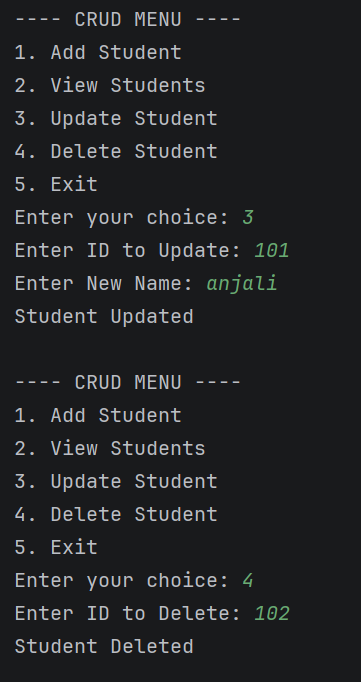 ---- CRUD MENU ----
1. Add Student
2. View Students
3. Update Student
4. Delete Student
5. Exit
Enter your choice: 3
Enter ID to Update: 101
Enter New Name: anjali
Student Updated

---- CRUD MENU ----
1. Add Student
2. View Students
3. Update Student
4. Delete Student
5. Exit
Enter your choice: 4
Enter ID to Delete: 102
Student Deleted